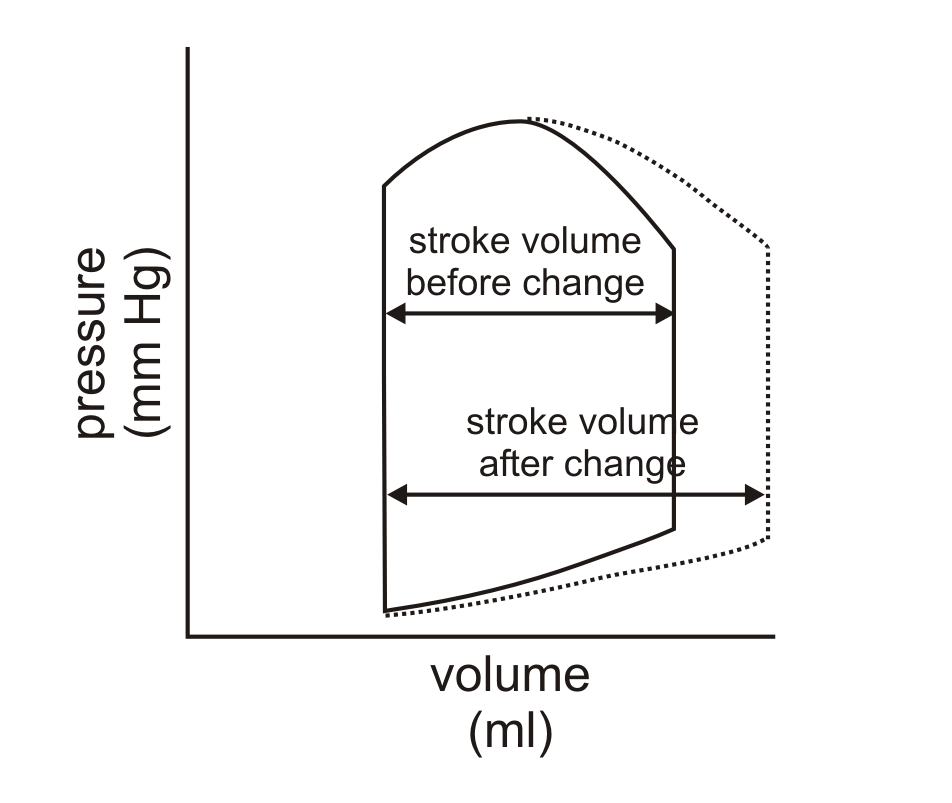 pressure
(mm Hg)
stroke volume
before change
stroke volume
after change
volume
(ml)